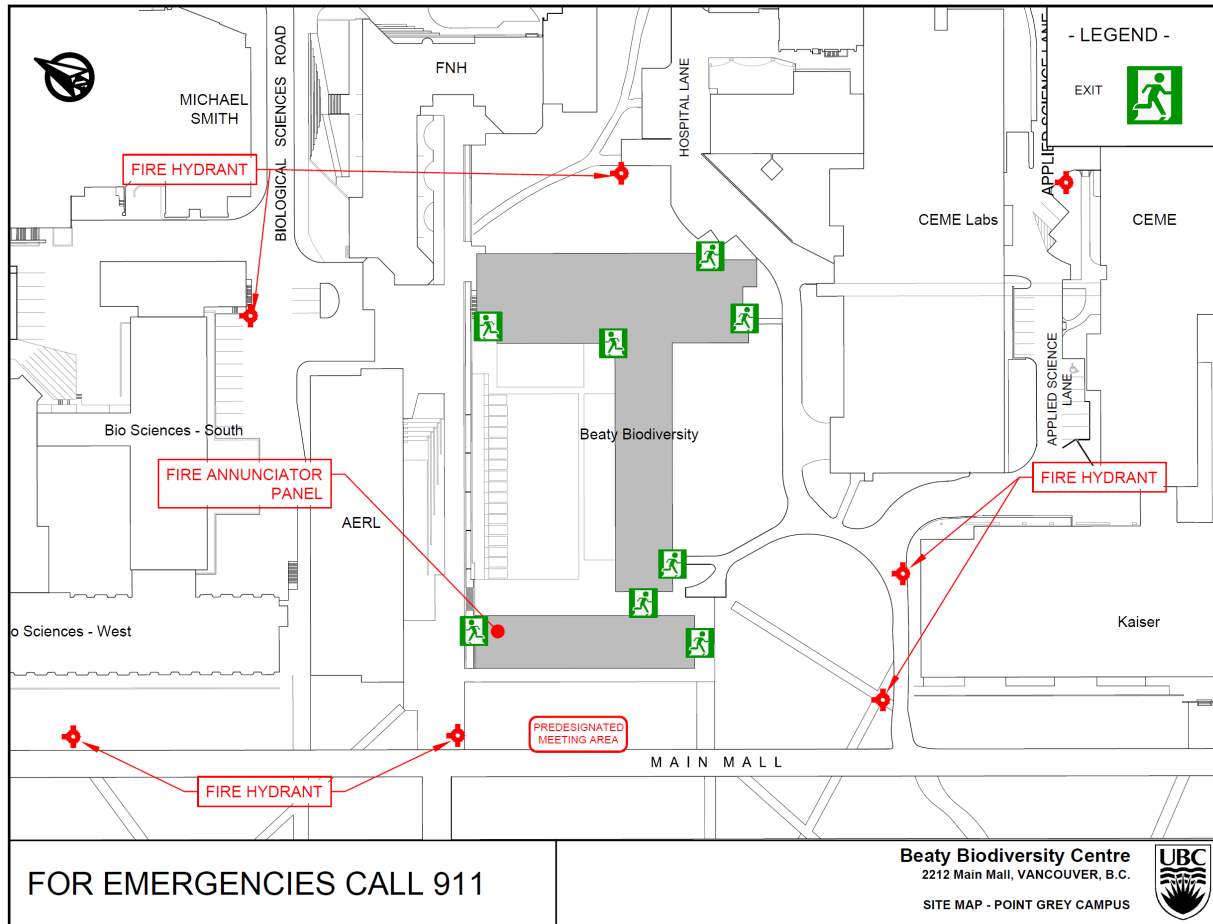 - LEGEND -
EXIT
FNH
MICHAEL
SMITH
BIOLOGICAL SCIENCES ROAD
HOSPITAL LANE
APPLIED SCIENCE LANE
FIRE HYDRANT
CEME Labs
CEME
APPLIED SCIENCE
LANE
Bio Sciences - South
Beaty Biodiversity
FIRE ANNUNCIATOR
PANEL
FIRE HYDRANT
AERL
o Sciences - West
Kaiser
PREDESIGNATED
MEETING AREA
MAIN MALL
FIRE HYDRANT
FOR EMERGENCIES CALL 911
Beaty Biodiversity Centre
2212 Main Mall, VANCOUVER, B.C.
SITE MAP - POINT GREY CAMPUS
UBC